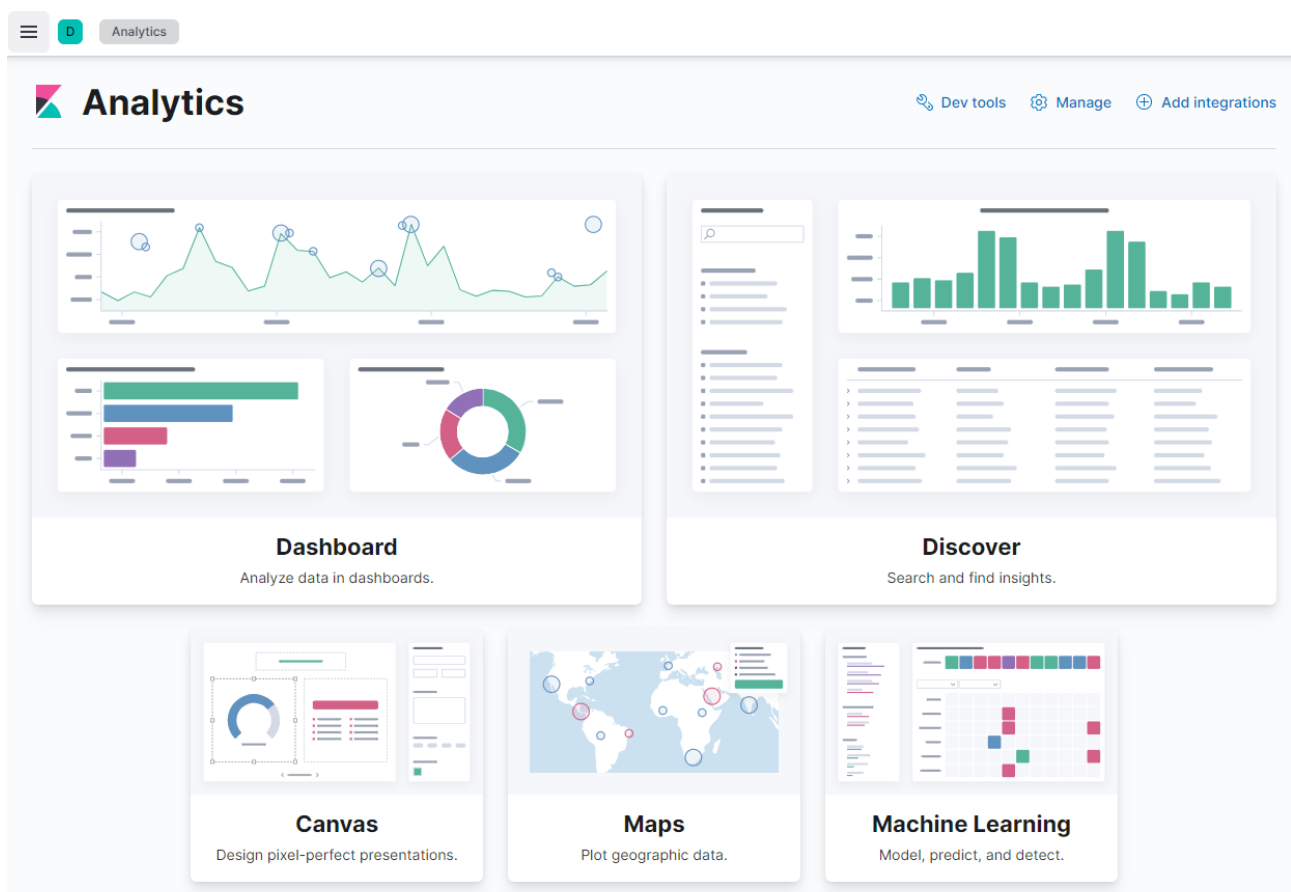 D
Analytics
Analytics
Dev tools
Manage
Add integrations
Dashboard
Analyze data in dashboards.
Discover
Search and find insights.
Canvas
Design pixel-perfect presentations.
Maps
Plot geographic data.
Machine Learning
Model, predict, and detect.